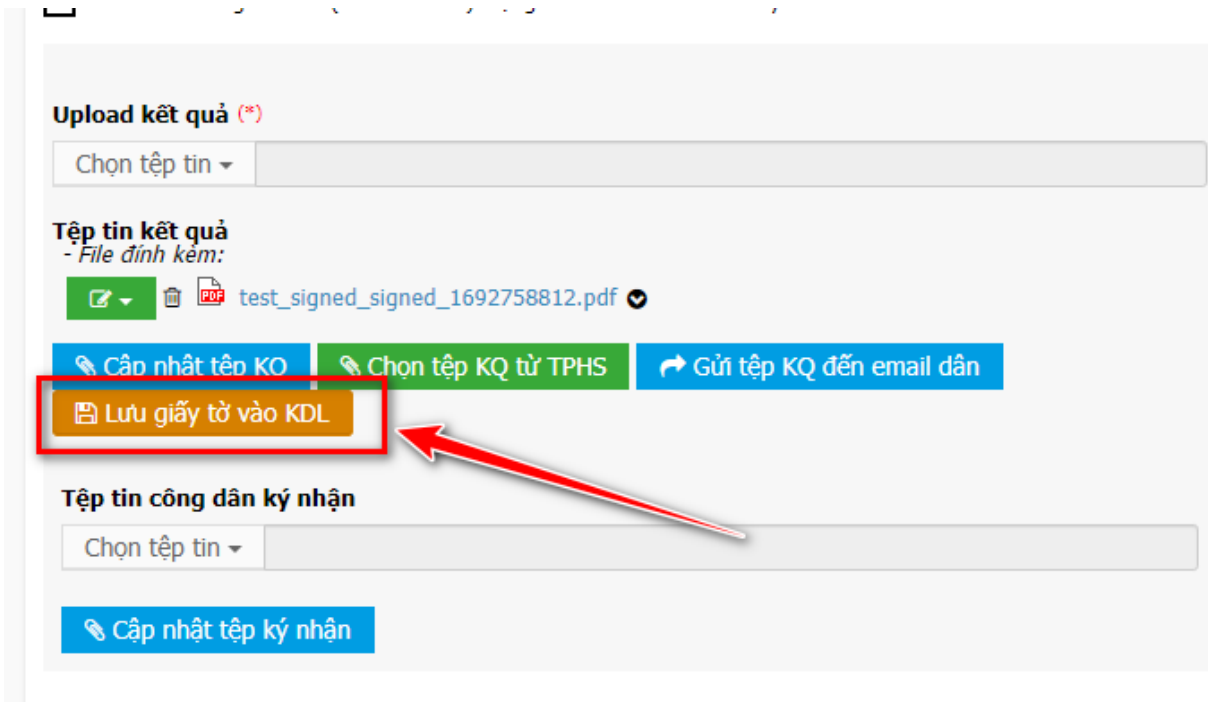 Upload kết quả (*)
Chọn tệp tin
Tệp tin kết quả
- File đính kèm:
PDF test_signed_signed_1692758812.pdf
Cập nhật tệp KQ Chọn tệp KQ từ TPHS Gửi tệp KQ đến email dân
Lưu giấy tờ vào KDL
Tệp tin công dân ký nhận
Chọn tệp tin
Cập nhật tệp ký nhận